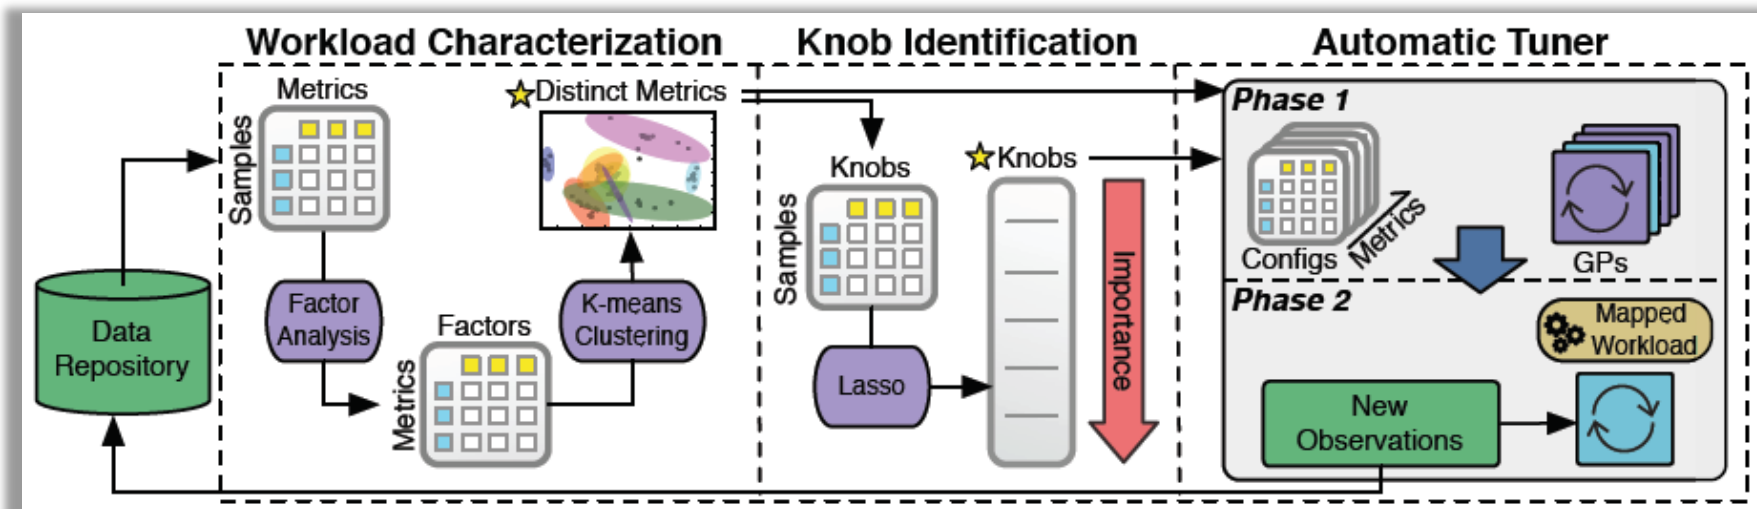 Workload Characterization
Knob Identification
Automatic Tuner
Metrics
Samples
Distinct Metrics
Factor
Analysis
Factors
Metrics
K-means
Clustering
Data
Repository
Knobs
Samples
Lasso
Knobs
Importance
Phase 1
Configs
Metrics
GPs
Phase 2
Mapped
Workload
New
Observations